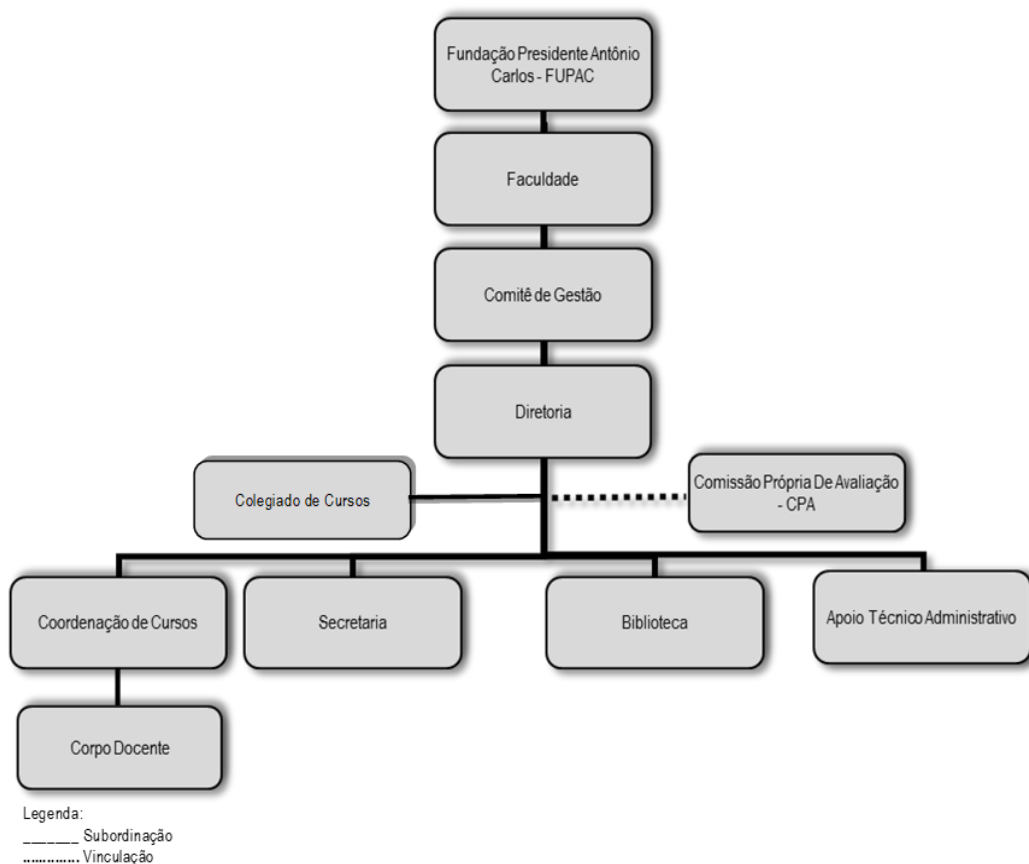 Fundação Presidente Antônio
Carlos - FUPAC
Faculdade
Comitê de Gestão
Diretoria
Colegiado de Cursos
Comissão Própria De Avaliação
- CPA
Coordenação de Cursos
Secretaria
Biblioteca
Apoio Técnico Administrativo
Corpo Docente
Legenda:
_______ Subordinação
............. Vinculação